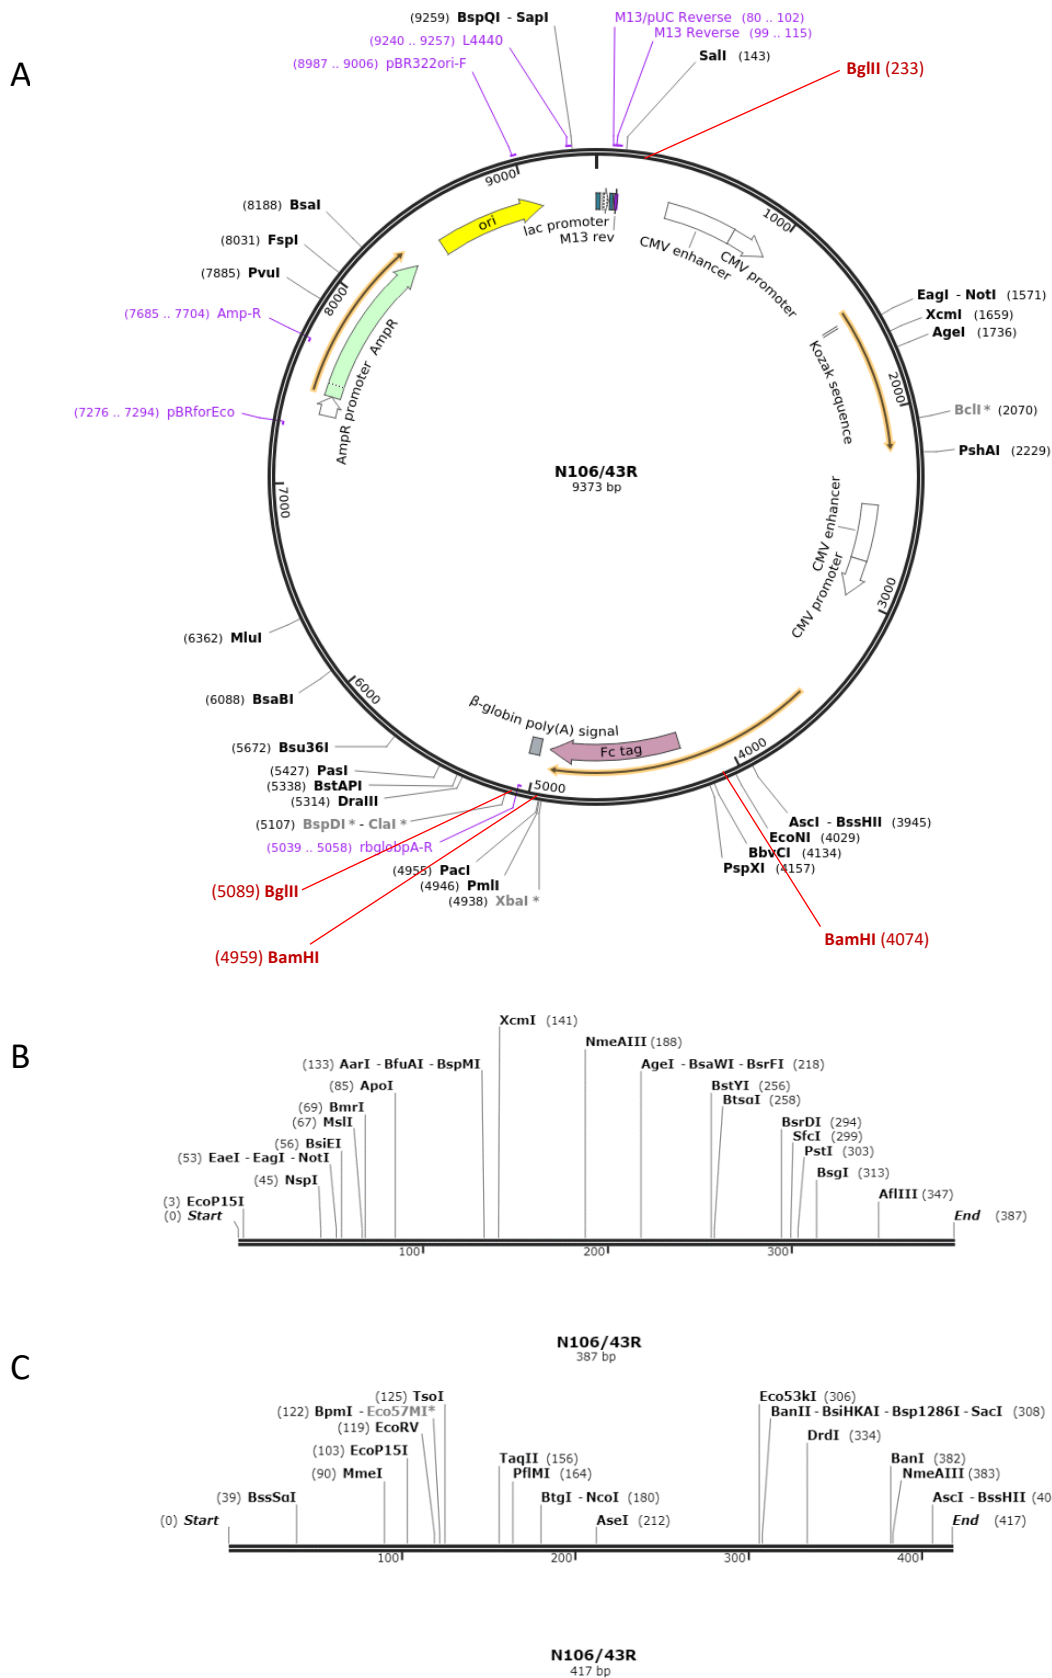 A
(9259) BspQI - SapI
(9240 .. 9257) L4440
(8987 .. 9006) pBR322ori-F
M13/pUC Reverse (80 .. 102)
M13 Reverse (99 .. 115)
SalI (143)
BglII (233)
9000
ori
lac promoter
M13 rev
CMV enhancer
CMV promoter
1000
(8188) BsaI
(8031) FspI
(7885) PvuI
(7685 .. 7704) Amp-R
(7276 .. 7294) pBRforEco
8000
AmpR
AmpR promoter
EagI - NotI (1571)
XcmI (1659)
AgeI (1736)
Kozak sequence
2000
BclI* (2070)
PshAI (2229)
N106/43R
9373 bp
7000
CMV enhancer
CMV promoter
3000
(6362) MluI
(6088) BsaBI
6000
(5672) Bsu36I
(5427) PasI
(5338) BstAPI
(5314) DraIII
(5107) BspDI* - ClaI*
(5039 .. 5058) rbglobpA-R
(4955) PacI
(4946) PmlI
(4938) XbaI*
β-globin poly(A) signal
Fc tag
5000
4000
AscI - BssHII (3945)
EcoNI (4029)
BbvCI (4134)
PspXI (4157)
(5089) BglII
(4959) BamHI
BamHI (4074)
B
XcmI (141)
NmeAIII (188)
(133) AarI - BfuAI - BspMI
AgeI - BsaWI - BsrFI (218)
(85) ApoI
BstYI (256)
BtsαI (258)
(69) BmrI
(67) MslI
BsrDI (294)
SfcI (299)
(56) BsiEI
PstI (303)
(53) EaeI - EagI - NotI
BsgI (313)
(45) NspI
AflIII (347)
(3) EcoP15I
(0) Start
End (387)
100
200
300
N106/43R
387 bp
C
(125) TsoI
Eco53kI (306)
(122) BpmI - Eco57MI*
BanII - BsiHKAI - Bsp1286I - SacI (308)
(119) EcoRV
DrdI (334)
(103) EcoP15I
TaqII (156)
BanI (382)
(90) MmeI
PflMI (164)
NmeAIII (383)
(39) BssSαI
BtgI - NcoI (180)
AscI - BssHII (40
(0) Start
AseI (212)
End (417)
100
200
300
400
N106/43R
417 bp